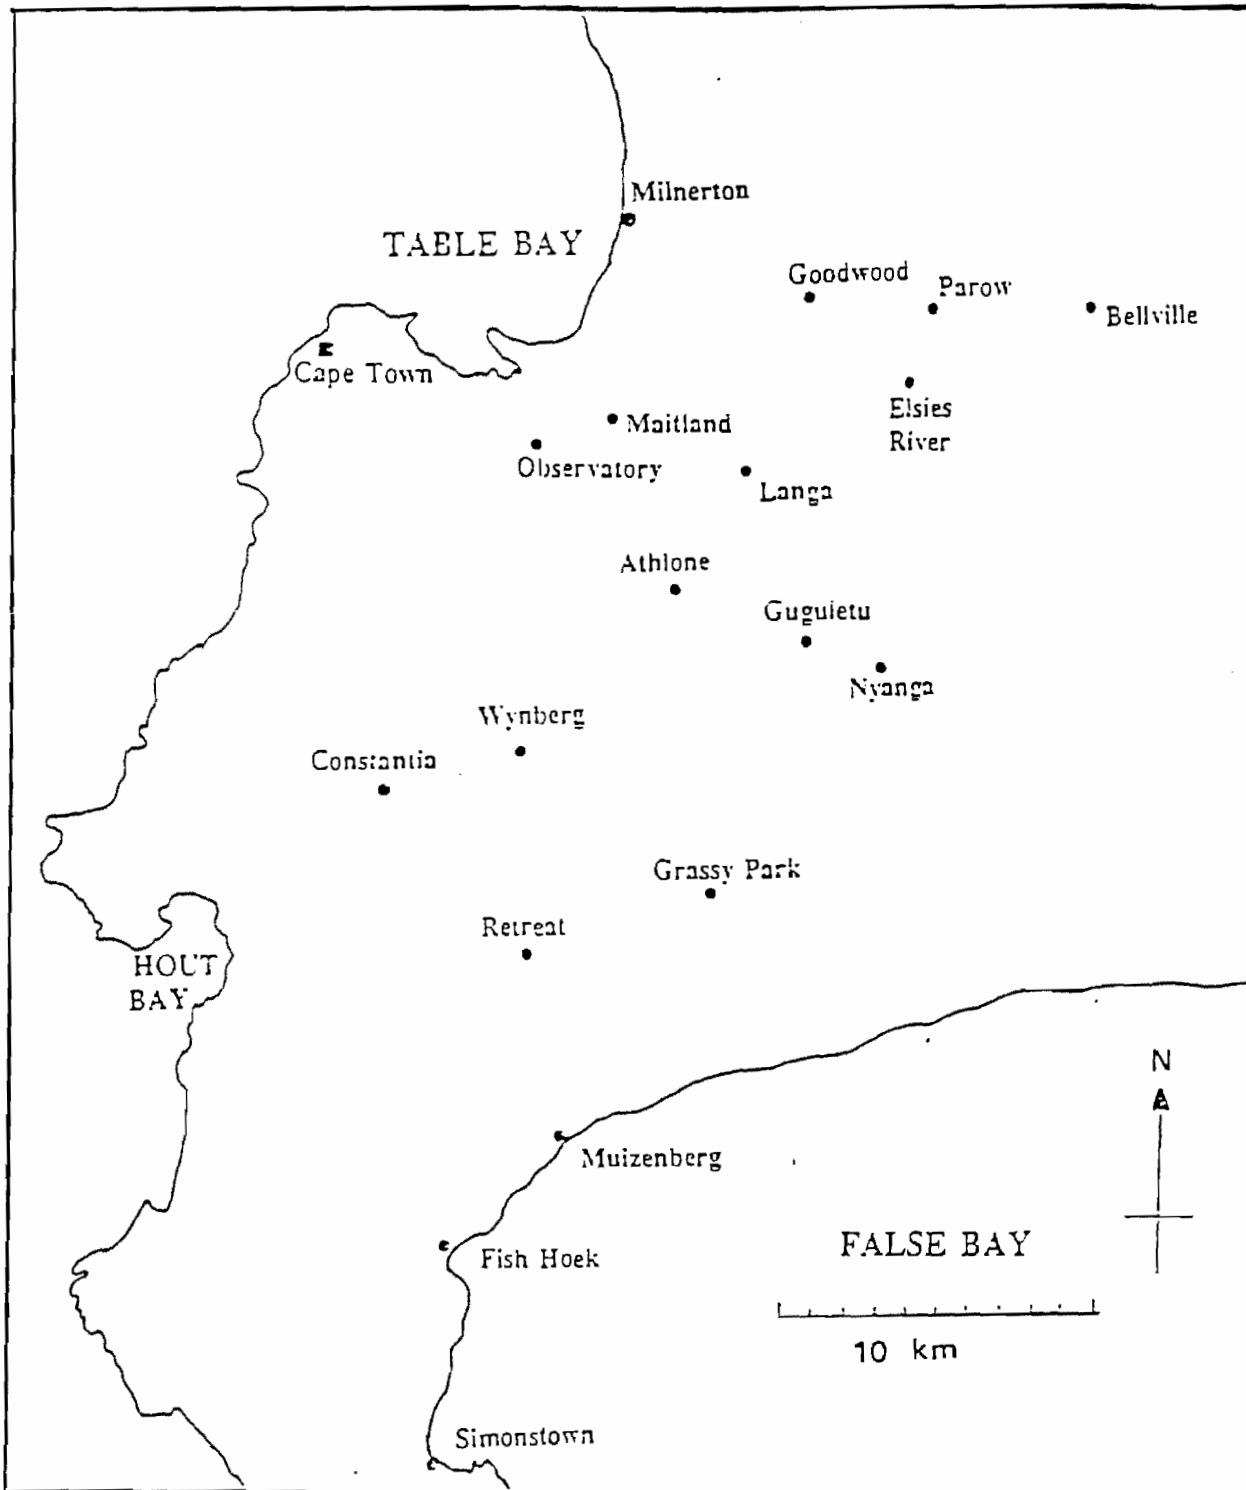 Milnerton
TABLE BAY
Goodwood
Parow
Bellville
Cape Town
Elsies
River
Maitland
Observatory
Langa
Athlone
Guguletu
Nyanga
Wynberg
Constantia
Grassy Park
Retreat
HOUT
BAY
N
Muizenberg
FALSE BAY
Fish Hoek
10 km
Simonstown